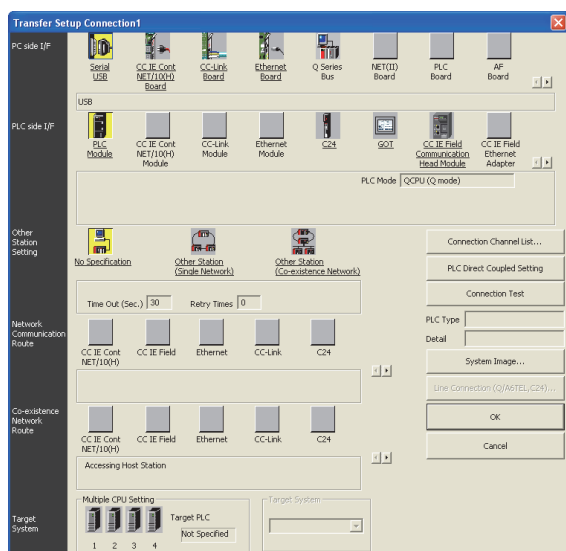 Transfer Setup Connection1
PC side I/F
Serial USB
CC IE Cont NET/10(H) Board
CC-Link Board
Ethernet Board
Q Series Bus
NET(II) Board
PLC Board
AF Board
USB
PLC side I/F
PLC Module
CC IE Cont NET/10(H) Module
CC-Link Module
Ethernet Module
C24
GOT
CC IE Field Communication Head Module
CC IE Field Ethernet Adapter
PLC Mode QCPU (Q mode)
Other Station Setting
No Specification
Other Station (Single Network)
Other Station (Co-existence Network)
Time Out (Sec.) 30 Retry Times 0
Connection Channel List...
PLC Direct Coupled Setting
Connection Test
PLC Type
Detail
System Image...
Line Connection (Q/A6TEL,C24)...
OK
Cancel
Network Communication Route
CC IE Cont NET/10(H)
CC IE Field
Ethernet
CC-Link
C24
Co-existence Network Route
CC IE Cont NET/10(H)
CC IE Field
Ethernet
CC-Link
C24
Accessing Host Station
Target System
Multiple CPU Setting
1 2 3 4
Target PLC
Not Specified
Target System